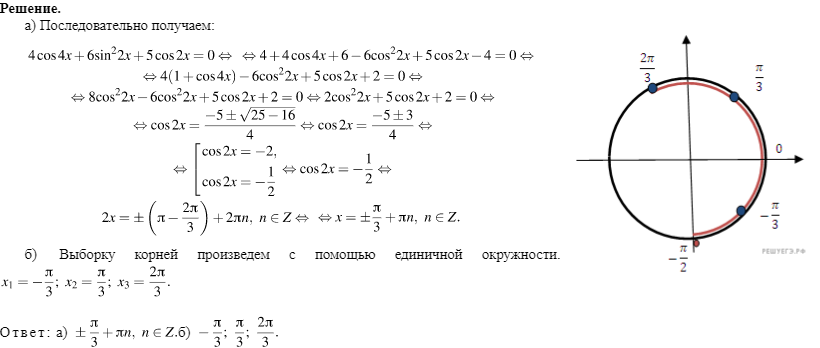 Решение.
а) Последовательно получаем:
4cos4x+6sin²2x+5cos2x=0⇔ ⇔4+4cos4x+6−6cos²2x+5cos2x−4=0⇔
⇔4(1+cos4x)−6cos²2x+5cos2x+2=0⇔
⇔8cos²2x−6cos²2x+5cos2x+2=0⇔2cos²2x+5cos2x+2=0⇔
⇔cos2x=(−5±√(25−16))/4⇔cos2x=(−5±3)/4⇔
⇔[cos2x=−2, cos2x=−1/2⇔cos2x=−1/2⇔
2x=±(π−2π/3)+2πn, n∈Z⇔ ⇔x=±π/3+πn, n∈Z.
б) Выборку корней произведем с помощью единичной окружности.
x₁=−π/3; x₂=π/3; x₃=2π/3.
Ответ: а) ±π/3+πn, n∈Z.б) −π/3; π/3; 2π/3.
2π/3
π/3
0
−π/3
−π/2
РЕШУЕГЭ.РФ